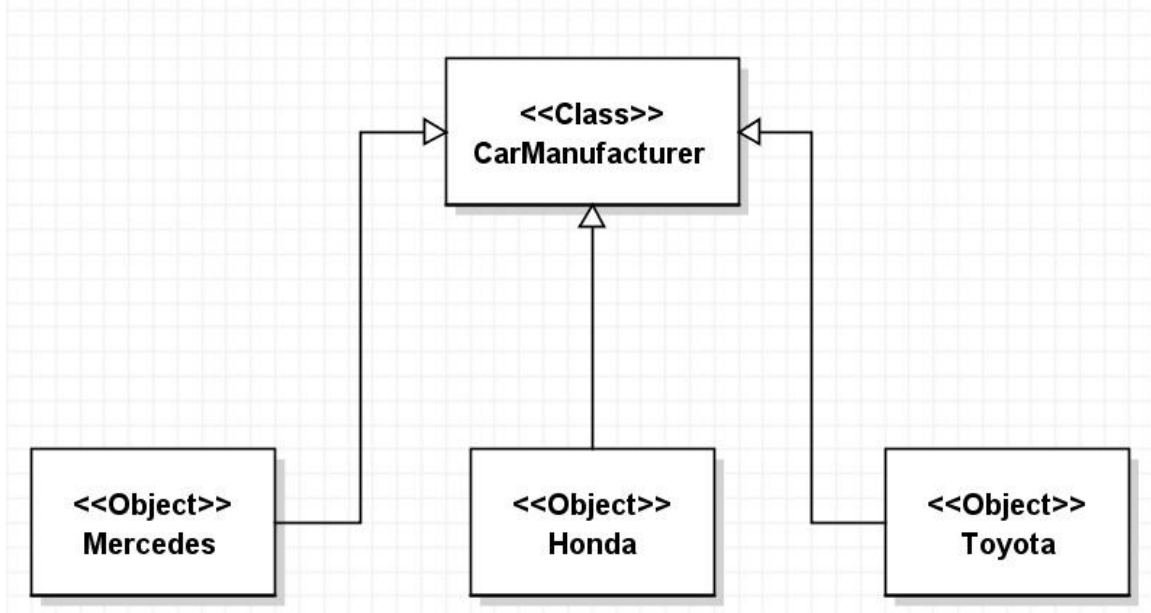 <<Class>>
CarManufacturer
<<Object>>
Mercedes
<<Object>>
Honda
<<Object>>
Toyota